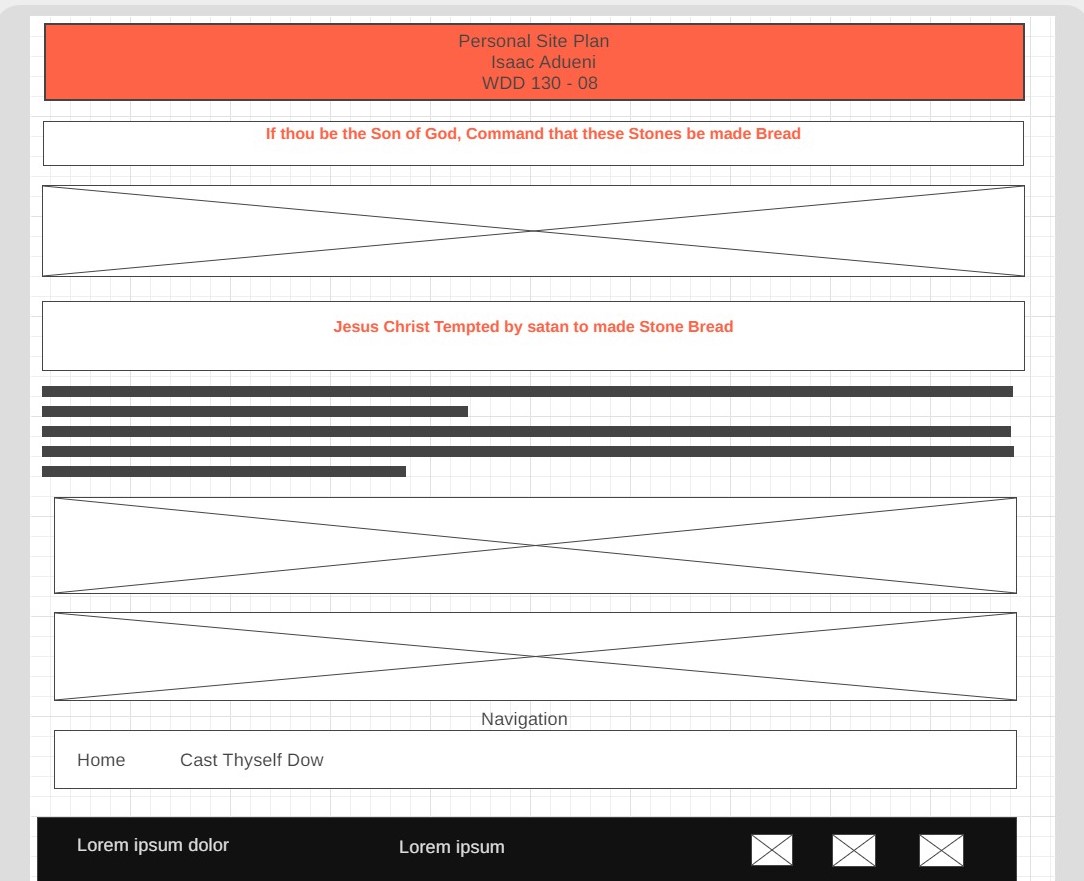 Personal Site Plan
Isaac Adueni
WDD 130 - 08
If thou be the Son of God, Command that these Stones be made Bread
Jesus Christ Tempted by satan to made Stone Bread
Navigation
Home Cast Thyself Dow
Lorem ipsum dolor Lorem ipsum